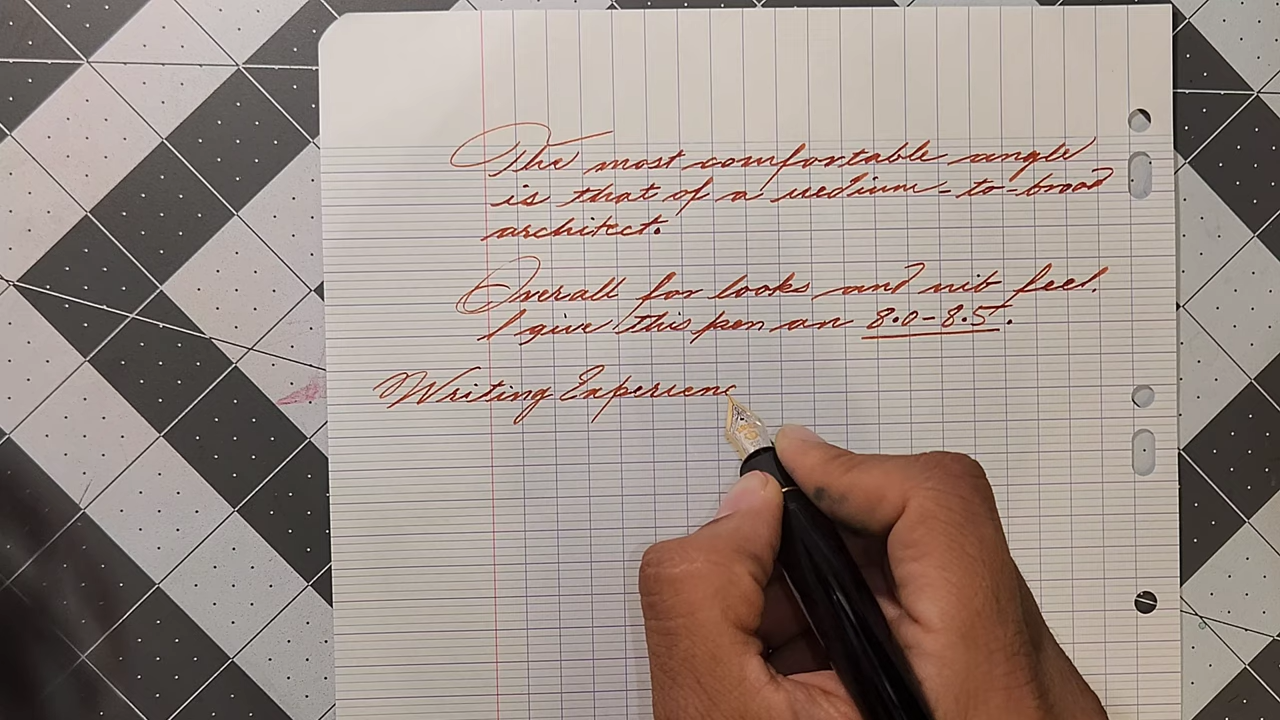 The most comfortable angle
is that of a medium-to-broad
architect.
Overall for looks and nib feel.
I give this pen an 8.0-8.5.
Writing Experienc